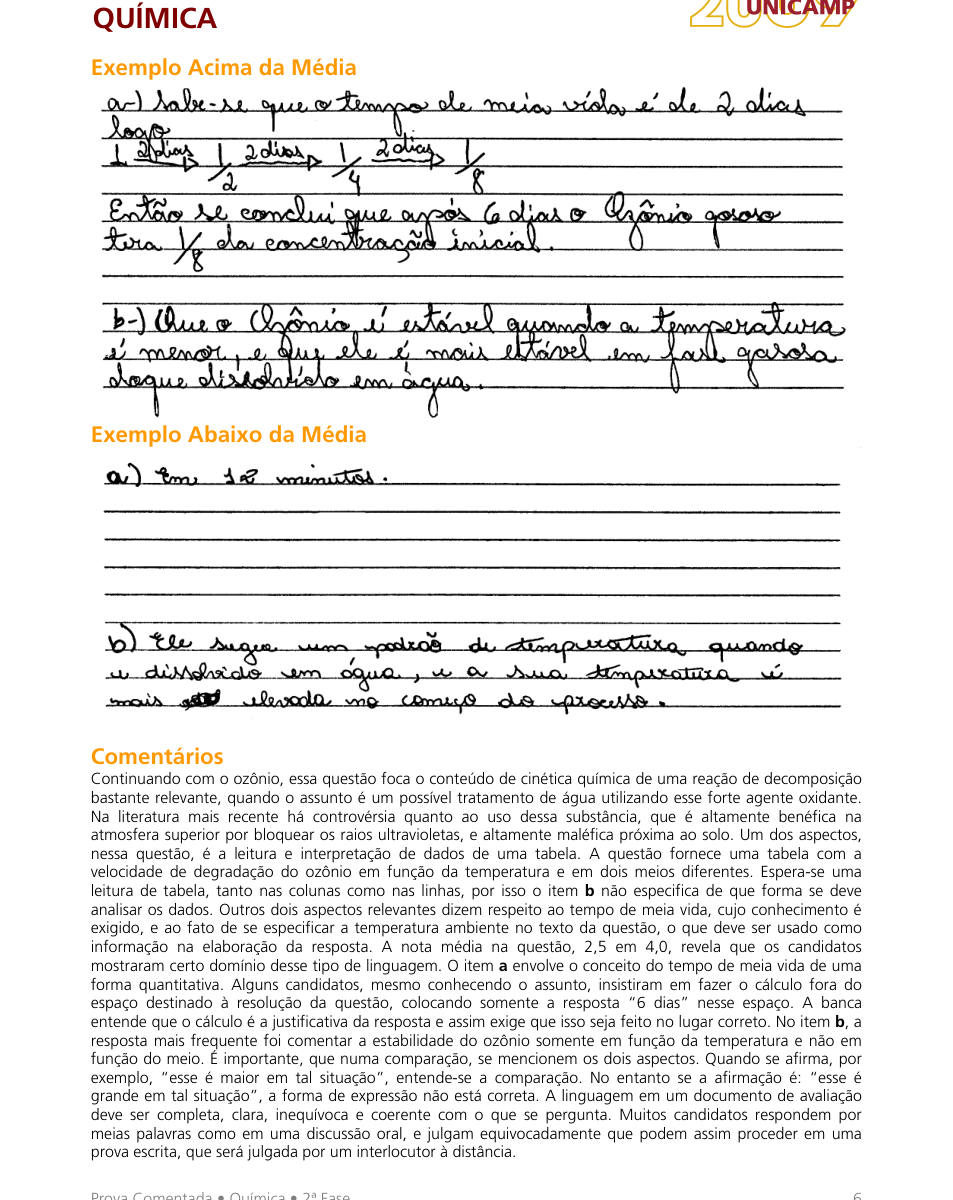 QUÍMICA
2009
UNICAMP
Exemplo Acima da Média
a-) Sabe-se que o tempo de meia vida é de 2 dias
logo
1 2 dias 1/2 2 dias 1/4 2 dias 1/8
Então se conclui que após 6 dias o Ozônio gasoso
tera 1/8 da concentração inicial.
b-) Que o Ozônio é estável quando a temperatura
é menor, e que ele é mais estável em fase gasosa
doque dissolvido em água.
Exemplo Abaixo da Média
a) Em 12 minutos.
b) Ele segea um padrão de temperatura quando
e dissolvido em água, e a sua temperatura é
mais elevada no começo do processo.
Comentários
Continuando com o ozônio, essa questão foca o conteúdo de cinética química de uma reação de decomposição
bastante relevante, quando o assunto é um possível tratamento de água utilizando esse forte agente oxidante.
Na literatura mais recente há controvérsia quanto ao uso dessa substância, que é altamente benéfica na
atmosfera superior por bloquear os raios ultravioletas, e altamente maléfica próxima ao solo. Um dos aspectos,
nessa questão, é a leitura e interpretação de dados de uma tabela. A questão fornece uma tabela com a
velocidade de degradação do ozônio em função da temperatura e em dois meios diferentes. Espera-se uma
leitura de tabela, tanto nas colunas como nas linhas, por isso o item b não especifica de que forma se deve
analisar os dados. Outros dois aspectos relevantes dizem respeito ao tempo de meia vida, cujo conhecimento é
exigido, e ao fato de se especificar a temperatura ambiente no texto da questão, o que deve ser usado como
informação na elaboração da resposta. A nota média na questão, 2,5 em 4,0, revela que os candidatos
mostraram certo domínio desse tipo de linguagem. O item a envolve o conceito do tempo de meia vida de uma
forma quantitativa. Alguns candidatos, mesmo conhecendo o assunto, insistiram em fazer o cálculo fora do
espaço destinado à resolução da questão, colocando somente a resposta “6 dias” nesse espaço. A banca
entende que o cálculo é a justificativa da resposta e assim exige que isso seja feito no lugar correto. No item b, a
resposta mais frequente foi comentar a estabilidade do ozônio somente em função da temperatura e não em
função do meio. É importante, que numa comparação, se mencionem os dois aspectos. Quando se afirma, por
exemplo, “esse é maior em tal situação”, entende-se a comparação. No entanto se a afirmação é: “esse é
grande em tal situação”, a forma de expressão não está correta. A linguagem em um documento de avaliação
deve ser completa, clara, inequívoca e coerente com o que se pergunta. Muitos candidatos respondem por
meias palavras como em uma discussão oral, e julgam equivocadamente que podem assim proceder em uma
prova escrita, que será julgada por um interlocutor à distância.
Prova Comentada • Química • 2ª Fase 6